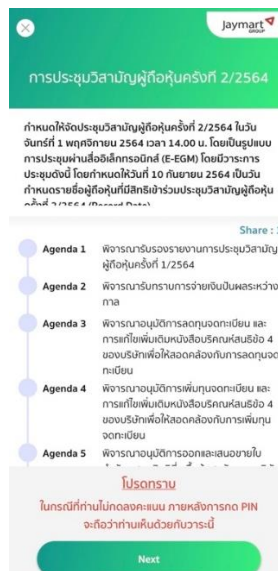 Jaymart
GROUP
การประชุมวิสามัญผู้ถือหุ้นครั้งที่ 2/2564
กำหนดให้จัดประชุมวิสามัญผู้ถือหุ้นครั้งที่ 2/2564 ในวัน
จันทร์ที่ 1 พฤศจิกายน 2564 เวลา 14.00 น. โดยเป็นรูปแบบ
การประชุมผ่านสื่ออิเล็กทรอนิกส์ (E-EGM) โดยมีวาระการ
ประชุมดังนี้ โดยกำหนดให้วันที่ 10 กันยายน 2564 เป็นวัน
กำหนดรายชื่อผู้ถือหุ้นที่มีสิทธิเข้าร่วมประชุมวิสามัญผู้ถือหุ้น
ครั้งที่ 2/2564 (Record Date)
Share :
Agenda 1 พิจารณารับรองรายงานการประชุมวิสามัญ
ผู้ถือหุ้นครั้งที่ 1/2564
Agenda 2 พิจารณารับทราบการจ่ายเงินปันผลระหว่าง
กาล
Agenda 3 พิจารณาอนุมัติการลดทุนจดทะเบียน และ
การแก้ไขเพิ่มเติมหนังสือบริคณห์สนธิข้อ 4
ของบริษัทเพื่อให้สอดคล้องกับการลดทุนจด
ทะเบียน
Agenda 4 พิจารณาอนุมัติการเพิ่มทุนจดทะเบียน และ
การแก้ไขเพิ่มเติมหนังสือบริคณห์สนธิข้อ 4
ของบริษัทเพื่อให้สอดคล้องกับการเพิ่มทุน
จดทะเบียน
Agenda 5 พิจารณาอนุมัติการออกและเสนอขายใบ
โปรดทราบ
ในกรณีที่ท่านไม่กดลงคะแนน ภายหลังการกด PIN
จะถือว่าท่านเห็นด้วยกับวาระนี้
Next